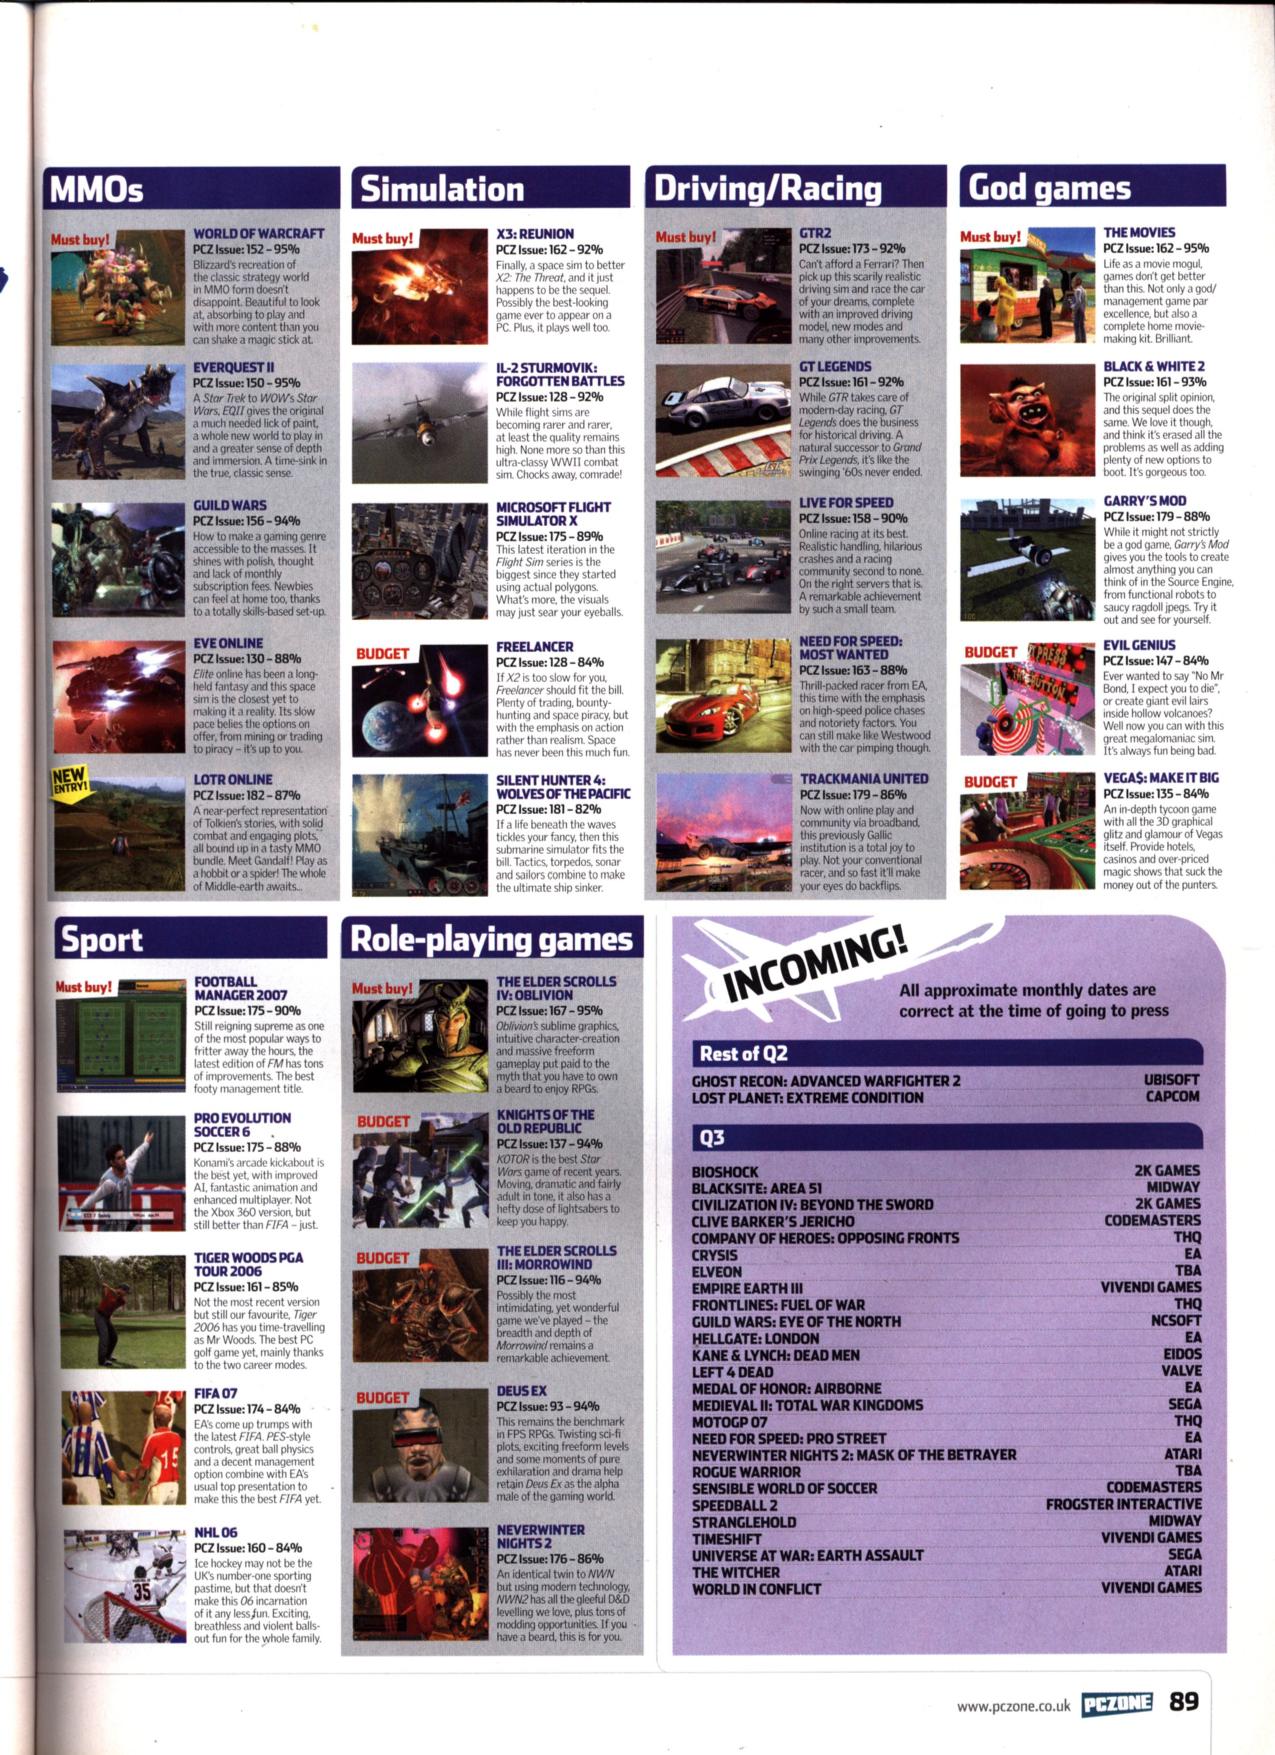 MMOs
Must buy!
WORLD OF WARCRAFT
PCZ Issue: 152 – 95%
Blizzard's recreation of
the classic strategy world
in MMO form doesn't
disappoint. Beautiful to look
at, absorbing to play and
with more content than you
can shake a magic stick at.
EVERQUEST II
PCZ Issue: 150 – 95%
A Star Trek to WOW's Star
Wars, EQII gives the original
a much needed lick of paint,
a whole new world to play in
and a greater sense of depth
and immersion. A time-sink in
the true, classic sense.
GUILD WARS
PCZ Issue: 156 – 94%
How to make a gaming genre
accessible to the masses. It
shines with polish, thought
and lack of monthly
subscription fees. Newbies
can feel at home too, thanks
to a totally skills-based set-up.
EVE ONLINE
PCZ Issue: 130 – 88%
Elite online has been a long-
held fantasy and this space
sim is the closest yet to
making it a reality. Its slow
pace belies the options on
offer, from mining or trading
to piracy – it's up to you.
NEW
ENTRY!
LOTR ONLINE
PCZ Issue: 182 – 87%
A near-perfect representation
of Tolkien's stories, with solid
combat and engaging plots,
all bound up in a tasty MMO
bundle. Meet Gandalf! Play as
a hobbit or a spider! The whole
of Middle-earth awaits...
Simulation
Must buy!
X3: REUNION
PCZ Issue: 162 – 92%
Finally, a space sim to better
X2: The Threat, and it just
happens to be the sequel.
Possibly the best-looking
game ever to appear on a
PC. Plus, it plays well too.
IL-2 STURMOVIK:
FORGOTTEN BATTLES
PCZ Issue: 128 – 92%
While flight sims are
becoming rarer and rarer,
at least the quality remains
high. None more so than this
ultra-classy WWII combat
sim. Chocks away, comrade!
MICROSOFT FLIGHT
SIMULATOR X
PCZ Issue: 175 – 89%
This latest iteration in the
Flight Sim series is the
biggest since they started
using actual polygons.
What's more, the visuals
may just sear your eyeballs.
BUDGET
FREELANCER
PCZ Issue: 128 – 84%
If X2 is too slow for you,
Freelancer should fit the bill.
Plenty of trading, bounty-
hunting and space piracy, but
with the emphasis on action
rather than realism. Space
has never been this much fun.
SILENT HUNTER 4:
WOLVES OF THE PACIFIC
PCZ Issue: 181 – 82%
If a life beneath the waves
tickles your fancy, then this
submarine simulator fits the
bill. Tactics, torpedos, sonar
and sailors combine to make
the ultimate ship sinker.
Driving/Racing
Must buy!
GTR2
PCZ Issue: 173 – 92%
Can't afford a Ferrari? Then
pick up this scarily realistic
driving sim and race the car
of your dreams, complete
with an improved driving
model, new modes and
many other improvements.
GT LEGENDS
PCZ Issue: 161 – 92%
While GTR takes care of
modern-day racing, GT
Legends does the business
for historical driving. A
natural successor to Grand
Prix Legends, it's like the
swinging '60s never ended.
LIVE FOR SPEED
PCZ Issue: 158 – 90%
Online racing at its best.
Realistic handling, hilarious
crashes and a racing
community second to none.
On the right servers that is.
A remarkable achievement
by such a small team.
NEED FOR SPEED:
MOST WANTED
PCZ Issue: 163 – 88%
Thrill-packed racer from EA,
this time with the emphasis
on high-speed police chases
and notoriety factors. You
can still make like Westwood
with the car pimping though.
TRACKMANIA UNITED
PCZ Issue: 179 – 86%
Now with online play and
community via broadband,
this previously Gallic
institution is a total joy to
play. Not your conventional
racer, and so fast it'll make
your eyes do backflips.
God games
Must buy!
THE MOVIES
PCZ Issue: 162 – 95%
Life as a movie mogul,
games don't get better
than this. Not only a god/
management game par
excellence, but also a
complete home movie-
making kit. Brilliant.
BLACK & WHITE 2
PCZ Issue: 161 – 93%
The original split opinion,
and this sequel does the
same. We love it though,
and think it's erased all the
problems as well as adding
plenty of new options to
boot. It's gorgeous too.
GARRY'S MOD
PCZ Issue: 179 – 88%
While it might not strictly
be a god game, Garry's Mod
gives you the tools to create
almost anything you can
think of in the Source Engine,
from functional robots to
saucy ragdoll jpegs. Try it
out and see for yourself.
BUDGET
EVIL GENIUS
PCZ Issue: 147 – 84%
Ever wanted to say "No Mr
Bond, I expect you to die",
or create giant evil lairs
inside hollow volcanoes?
Well now you can with this
great megalomaniac sim.
It's always fun being bad.
BUDGET
VEGA$: MAKE IT BIG
PCZ Issue: 135 – 84%
An in-depth tycoon game
with all the 3D graphical
glitz and glamour of Vegas
itself. Provide hotels,
casinos and over-priced
magic shows that suck the
money out of the punters.
Sport
Must buy!
FOOTBALL
MANAGER 2007
PCZ Issue: 175 – 90%
Still reigning supreme as one
of the most popular ways to
fritter away the hours, the
latest edition of FM has tons
of improvements. The best
footy management title.
PRO EVOLUTION
SOCCER 6
PCZ Issue: 175 – 88%
Konami's arcade kickabout is
the best yet, with improved
AI, fantastic animation and
enhanced multiplayer. Not
the Xbox 360 version, but
still better than FIFA – just.
TIGER WOODS PGA
TOUR 2006
PCZ Issue: 161 – 85%
Not the most recent version
but still our favourite, Tiger
2006 has you time-travelling
as Mr Woods. The best PC
golf game yet, mainly thanks
to the two career modes.
FIFA 07
PCZ Issue: 174 – 84%
EA's come up trumps with
the latest FIFA. PES-style
controls, great ball physics
and a decent management
option combine with EA's
usual top presentation to
make this the best FIFA yet.
15
NHL 06
PCZ Issue: 160 – 84%
Ice hockey may not be the
UK's number-one sporting
pastime, but that doesn't
make this 06 incarnation
of it any less fun. Exciting,
breathless and violent balls-
out fun for the whole family.
35
Role-playing games
Must buy!
THE ELDER SCROLLS
IV: OBLIVION
PCZ Issue: 167 – 95%
Oblivion's sublime graphics,
intuitive character-creation
and massive freeform
gameplay put paid to the
myth that you have to own
a beard to enjoy RPGs.
BUDGET
KNIGHTS OF THE
OLD REPUBLIC
PCZ Issue: 137 – 94%
KOTOR is the best Star
Wars game of recent years.
Moving, dramatic and fairly
adult in tone, it also has a
hefty dose of lightsabers to
keep you happy.
BUDGET
THE ELDER SCROLLS
III: MORROWIND
PCZ Issue: 116 – 94%
Possibly the most
intimidating, yet wonderful
game we've played – the
breadth and depth of
Morrowind remains a
remarkable achievement.
BUDGET
DEUS EX
PCZ Issue: 93 – 94%
This remains the benchmark
in FPS RPGs. Twisting sci-fi
plots, exciting freeform levels
and some moments of pure
exhilaration and drama help
retain Deus Ex as the alpha
male of the gaming world.
NEVERWINTER
NIGHTS 2
PCZ Issue: 176 – 86%
An identical twin to NWN
but using modern technology,
NWN2 has all the gleeful D&D
levelling we love, plus tons of
modding opportunities. If you
have a beard, this is for you.
INCOMING!
All approximate monthly dates are
correct at the time of going to press
Rest of Q2
GHOST RECON: ADVANCED WARFIGHTER 2 UBISOFT
LOST PLANET: EXTREME CONDITION CAPCOM
Q3
BIOSHOCK 2K GAMES
BLACKSITE: AREA 51 MIDWAY
CIVILIZATION IV: BEYOND THE SWORD 2K GAMES
CLIVE BARKER'S JERICHO CODEMASTERS
COMPANY OF HEROES: OPPOSING FRONTS THQ
CRYSIS EA
ELVEON TBA
EMPIRE EARTH III VIVENDI GAMES
FRONTLINES: FUEL OF WAR THQ
GUILD WARS: EYE OF THE NORTH NCSOFT
HELLGATE: LONDON EA
KANE & LYNCH: DEAD MEN EIDOS
LEFT 4 DEAD VALVE
MEDAL OF HONOR: AIRBORNE EA
MEDIEVAL II: TOTAL WAR KINGDOMS SEGA
MOTOGP 07 THQ
NEED FOR SPEED: PRO STREET EA
NEVERWINTER NIGHTS 2: MASK OF THE BETRAYER ATARI
ROGUE WARRIOR TBA
SENSIBLE WORLD OF SOCCER CODEMASTERS
SPEEDBALL 2 FROGSTER INTERACTIVE
STRANGLEHOLD MIDWAY
TIMESHIFT VIVENDI GAMES
UNIVERSE AT WAR: EARTH ASSAULT SEGA
THE WITCHER ATARI
WORLD IN CONFLICT VIVENDI GAMES
www.pczone.co.uk PCZONE 89